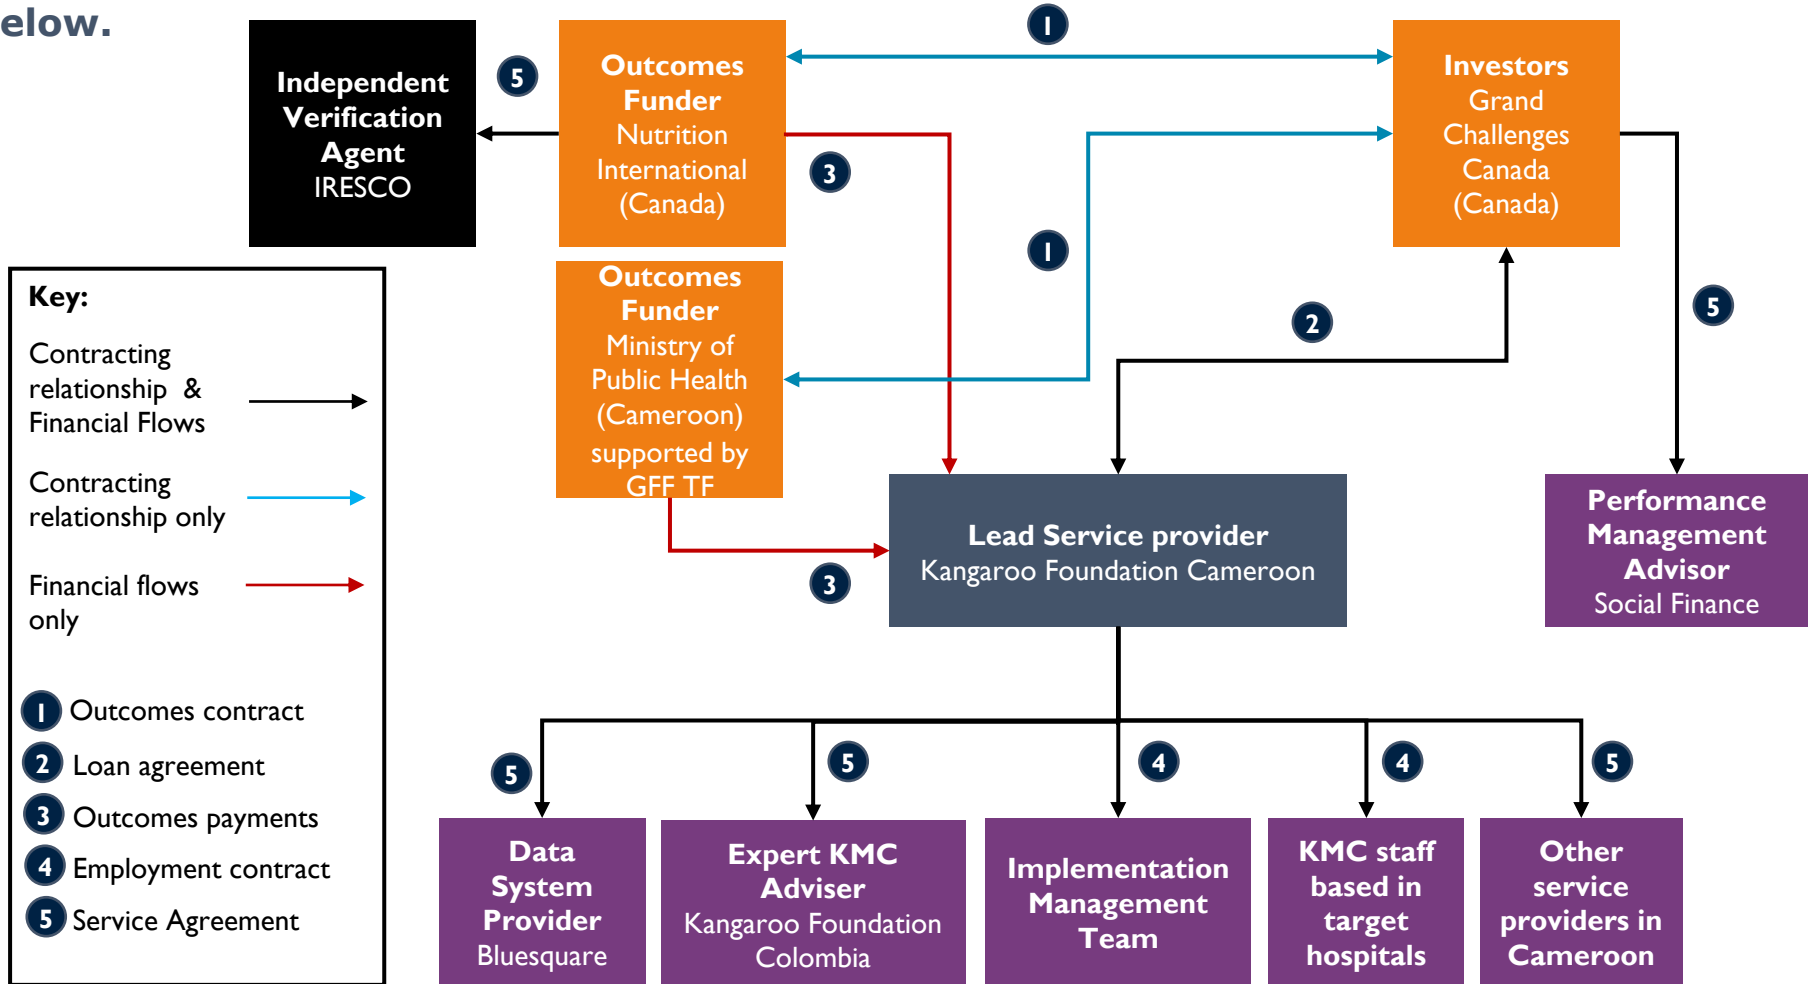 elow.
1
Independent
Verification
Agent
IRESCO
5
Outcomes
Funder
Nutrition
International
(Canada)
3
Investors
Grand
Challenges
Canada
(Canada)
1
Outcomes
Funder
Ministry of
Public Health
(Cameroon)
supported by
GFF TF
2
5
3
Lead Service provider
Kangaroo Foundation Cameroon
Performance
Management
Advisor
Social Finance
Key:
Contracting
relationship &
Financial Flows
Contracting
relationship only
Financial flows
only
1 Outcomes contract
2 Loan agreement
3 Outcomes payments
4 Employment contract
5 Service Agreement
5
5
4
4
5
Data
System
Provider
Bluesquare
Expert KMC
Adviser
Kangaroo Foundation
Colombia
Implementation
Management
Team
KMC staff
based in
target
hospitals
Other
service
providers in
Cameroon